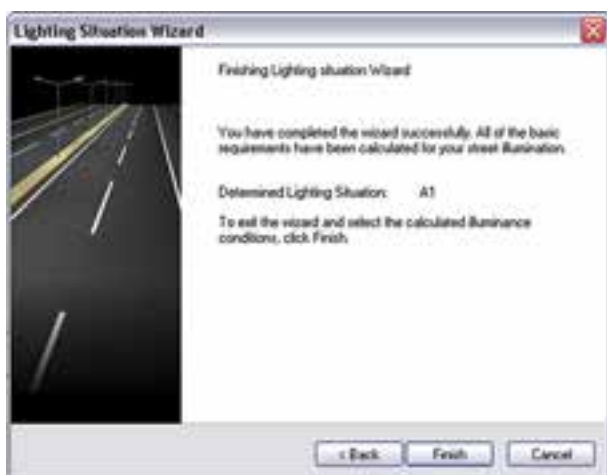 Lighting Situation Wizard
Finishing Lighting situation Wizard
You have completed the wizard successfully. All of the basic
requirements have been calculated for your street illumination.
Determined Lighting Situation: A1
To exit the wizard and select the calculated illuminance
conditions, click Finish.
< Back Finish Cancel